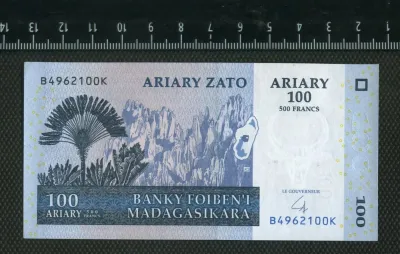 14 13 12 11 10 9 8 7 6 5 4 3 2 1
B4962100K
ARIARY ZATO
ARIARY
100
500 FRANCS
LE GOUVERNEUR
100
ARIARY
BANKY FOIBEN'I
MADAGASIKARA
B4962100K
100